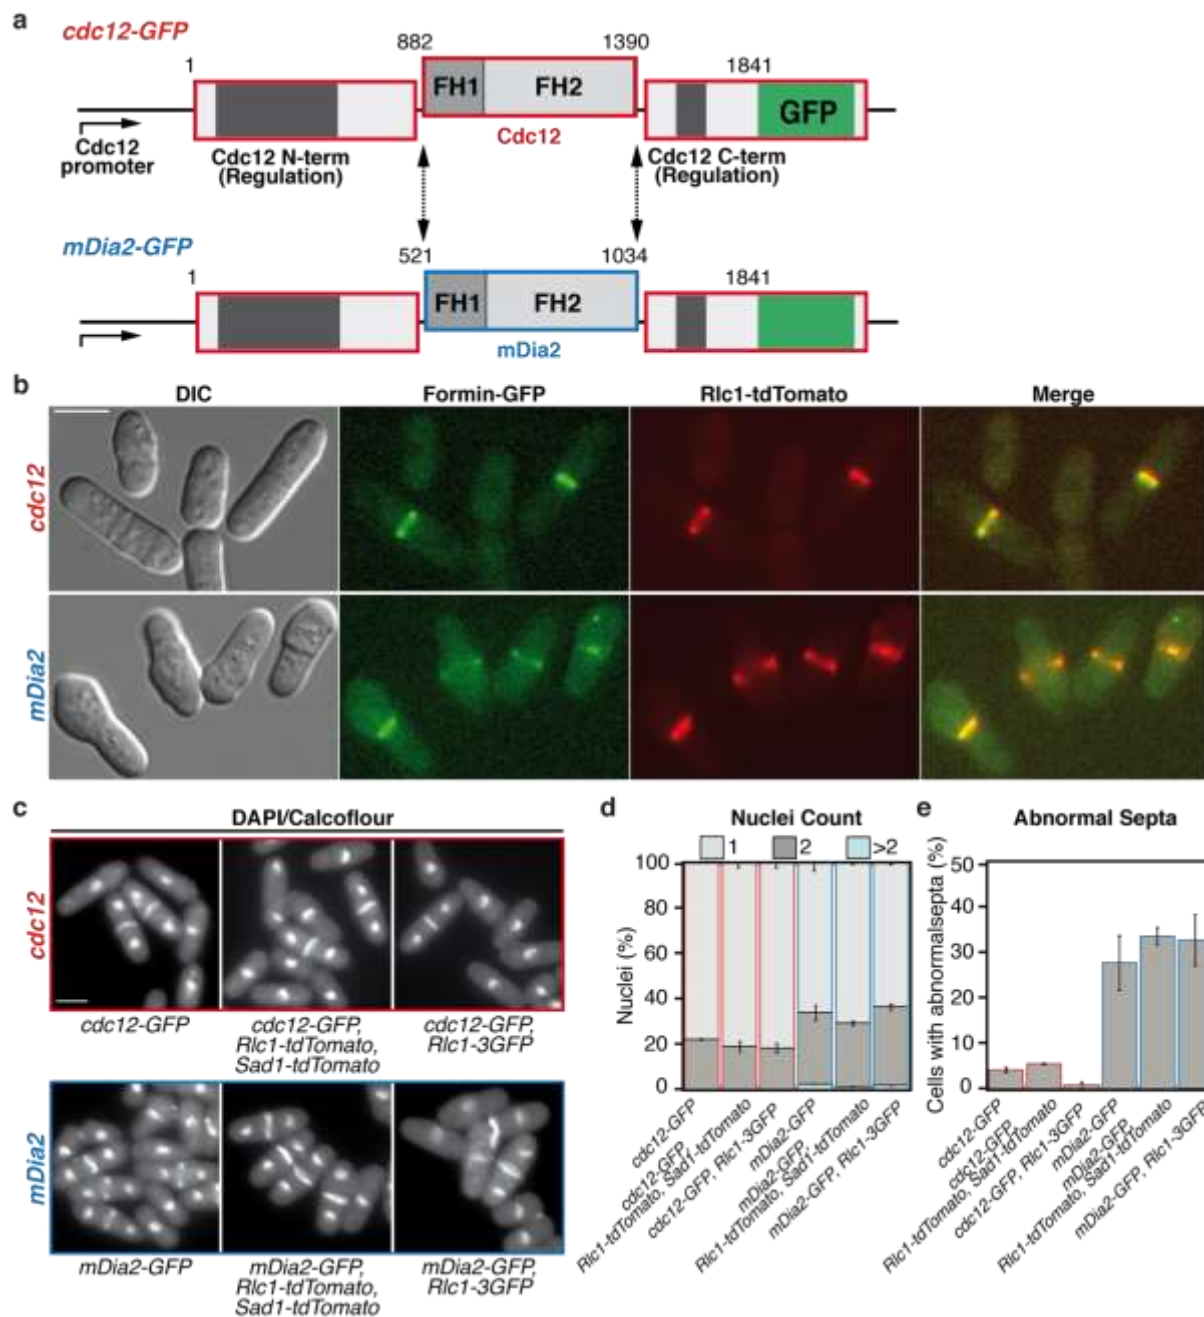 a
cdc12-GFP
882 1390
1 1841
FH1 FH2 GFP
Cdc12
Cdc12 promoter
Cdc12 N-term (Regulation)
Cdc12 C-term (Regulation)
mDia2-GFP
521 1034
1 1841
FH1 FH2
mDia2
b
DIC Formin-GFP Rlc1-tdTomato Merge
cdc12
mDia2
c
DAPI/Calcoflour
cdc12
cdc12-GFP
cdc12-GFP,
Rlc1-tdTomato,
Sad1-tdTomato
cdc12-GFP,
Rlc1-3GFP
mDia2
mDia2-GFP
mDia2-GFP,
Rlc1-tdTomato,
Sad1-tdTomato
mDia2-GFP,
Rlc1-3GFP
d Nuclei Count
1 2 >2
Nuclei (%)
100
80
60
40
20
0
cdc12-GFP
cdc12-GFP,
Rlc1-tdTomato, Sad1-tdTomato
cdc12-GFP, Rlc1-3GFP
mDia2-GFP
mDia2-GFP,
Rlc1-tdTomato, Sad1-tdTomato
mDia2-GFP, Rlc1-3GFP
e Abnormal Septa
Cells with abnormalsepta (%)
50
40
30
20
10
0
cdc12-GFP
cdc12-GFP
Rlc1-tdTomato, Sad1-tdTomato
cdc12-GFP, Rlc1-3GFP
mDia2-GFP
mDia2-GFP
Rlc1-tdTomato, Sad1-tdTomato
mDia2-GFP, Rlc1-3GFP